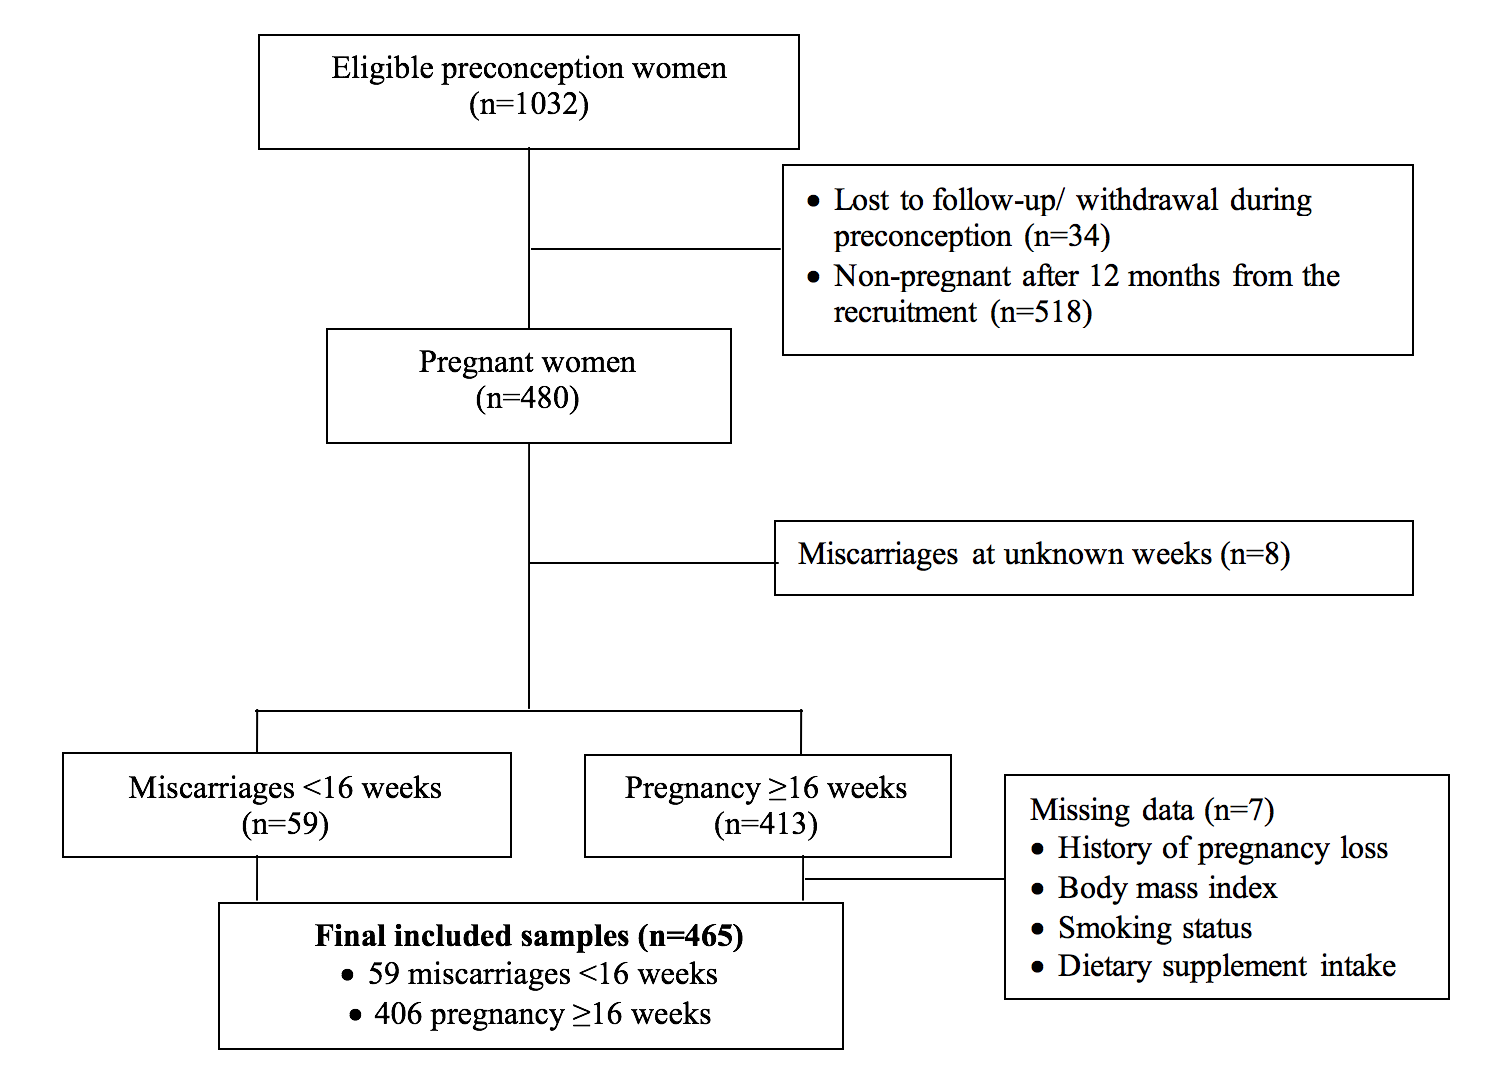 Eligible preconception women
(n=1032)
• Lost to follow-up/ withdrawal during
preconception (n=34)
• Non-pregnant after 12 months from the
recruitment (n=518)
Pregnant women
(n=480)
Miscarriages at unknown weeks (n=8)
Miscarriages <16 weeks
(n=59)
Pregnancy ≥16 weeks
(n=413)
Missing data (n=7)
• History of pregnancy loss
• Body mass index
• Smoking status
• Dietary supplement intake
Final included samples (n=465)
• 59 miscarriages <16 weeks
• 406 pregnancy ≥16 weeks